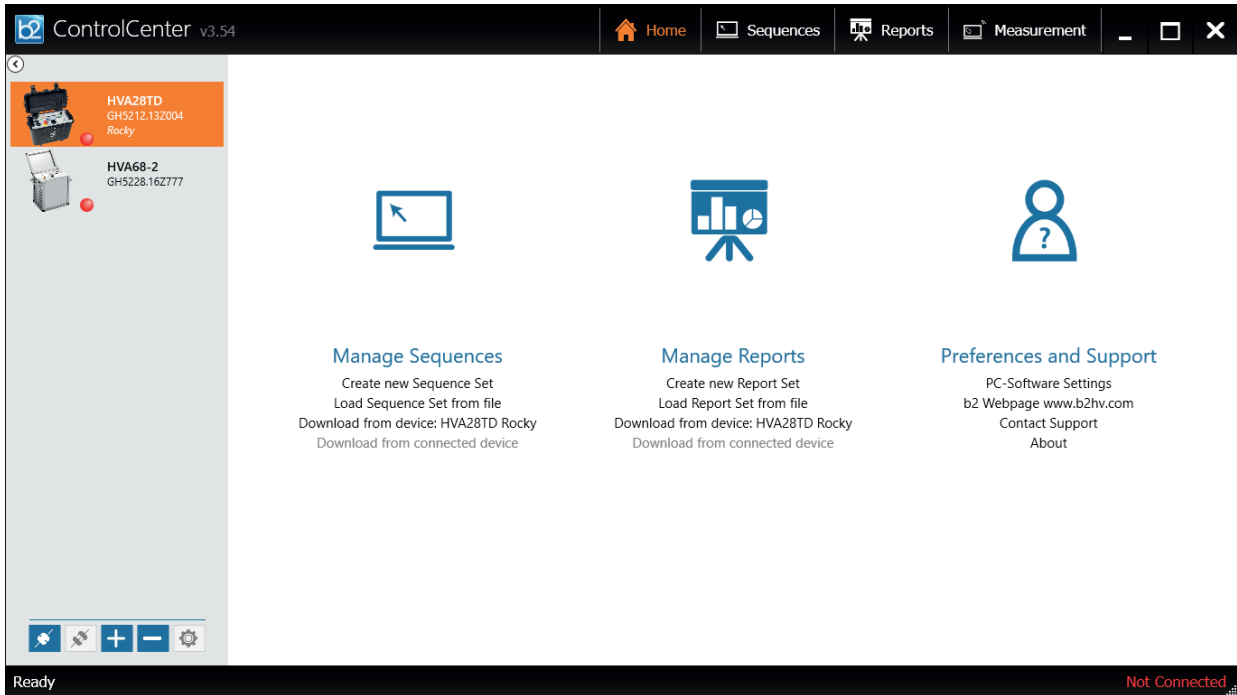 b2 ControlCenter v3.54
Home
Sequences
Reports
Measurement
HVA28TD
GH5212.13Z004
Rocky
HVA68-2
GH5228.16Z777
?
Manage Sequences
Create new Sequence Set
Load Sequence Set from file
Download from device: HVA28TD Rocky
Download from connected device
Manage Reports
Create new Report Set
Load Report Set from file
Download from device: HVA28TD Rocky
Download from connected device
Preferences and Support
PC-Software Settings
b2 Webpage www.b2hv.com
Contact Support
About
Ready
Not Connected